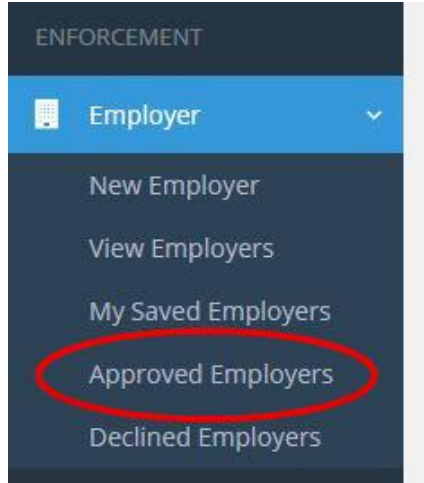 ENFORCEMENT
Employer
New Employer
View Employers
My Saved Employers
Approved Employers
Declined Employers